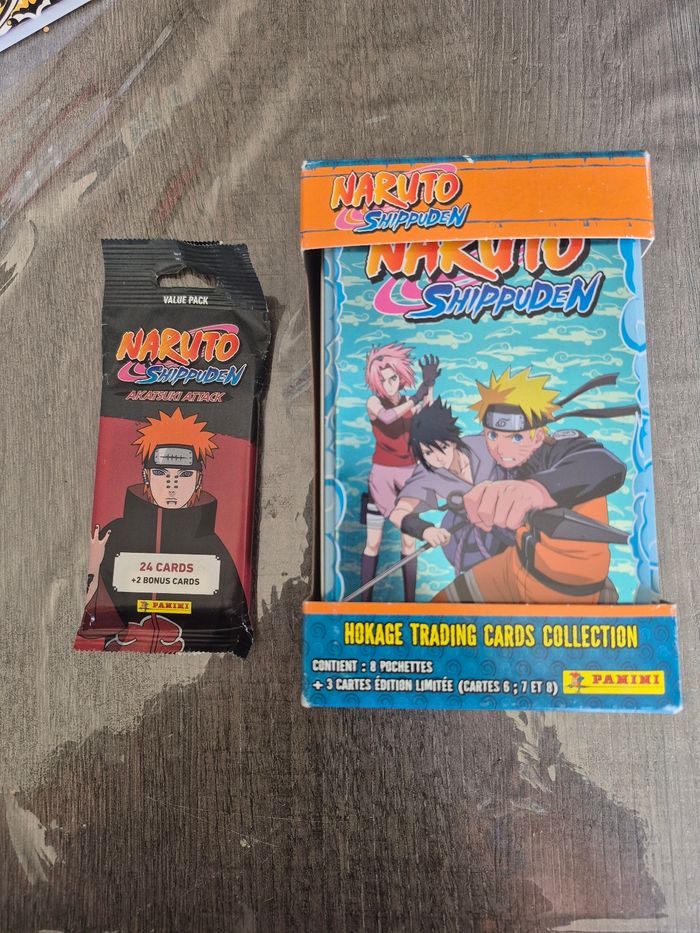 VALUE PACK
NARUTO
SHIPPUDEN
AKATSUKI ATTACK
24 CARDS
+2 BONUS CARDS
PANINI
NARUTO
SHIPPUDEN
NARUTO
SHIPPUDEN
HOKAGE TRADING CARDS COLLECTION
CONTIENT : 8 POCHETTES
+ 3 CARTES ÉDITION LIMITÉE (CARTES 6 ; 7 ET 8)
PANINI